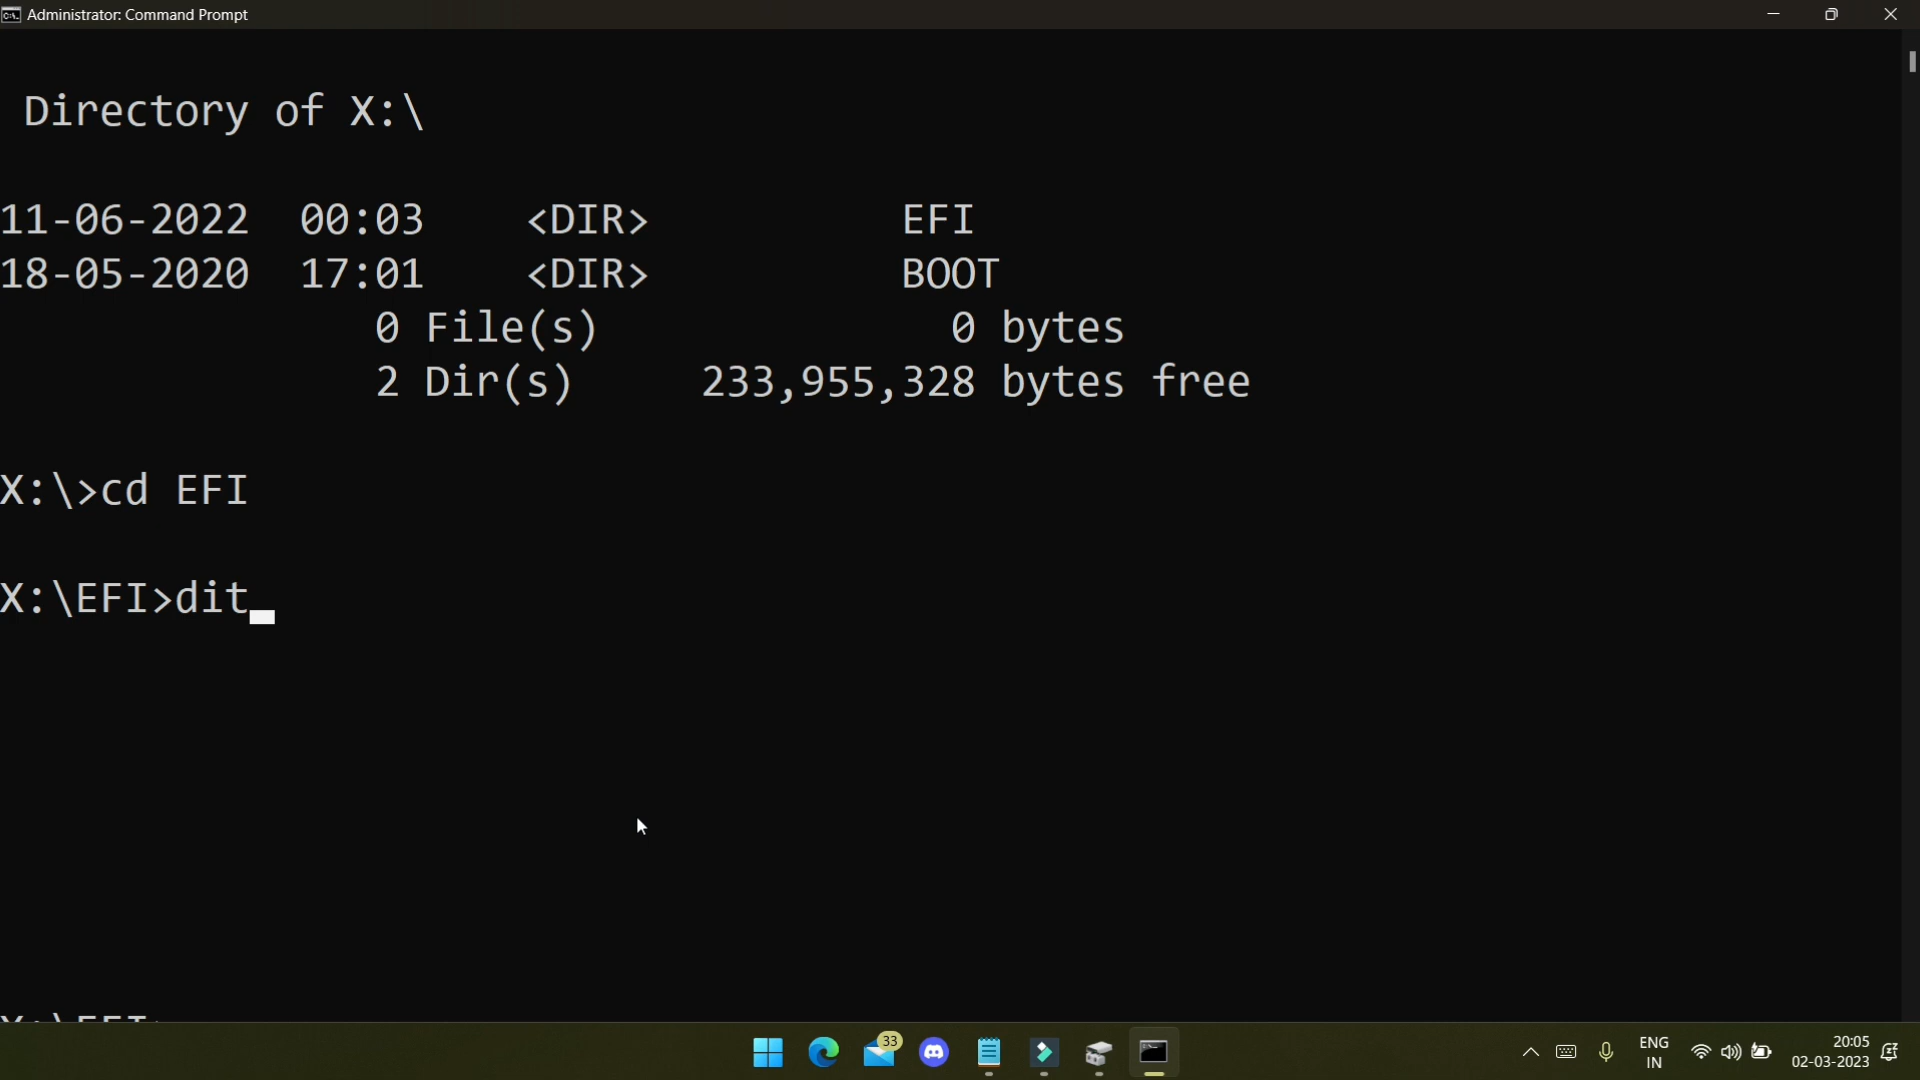 Administrator: Command Prompt
Directory of X:\
11-06-2022 00:03 <DIR> EFI
18-05-2020 17:01 <DIR> BOOT
0 File(s) 0 bytes
2 Dir(s) 233,955,328 bytes free
X:\>cd EFI
X:\EFI>dit
X:\EFI>
33
ENG
IN
20:05
02-03-2023